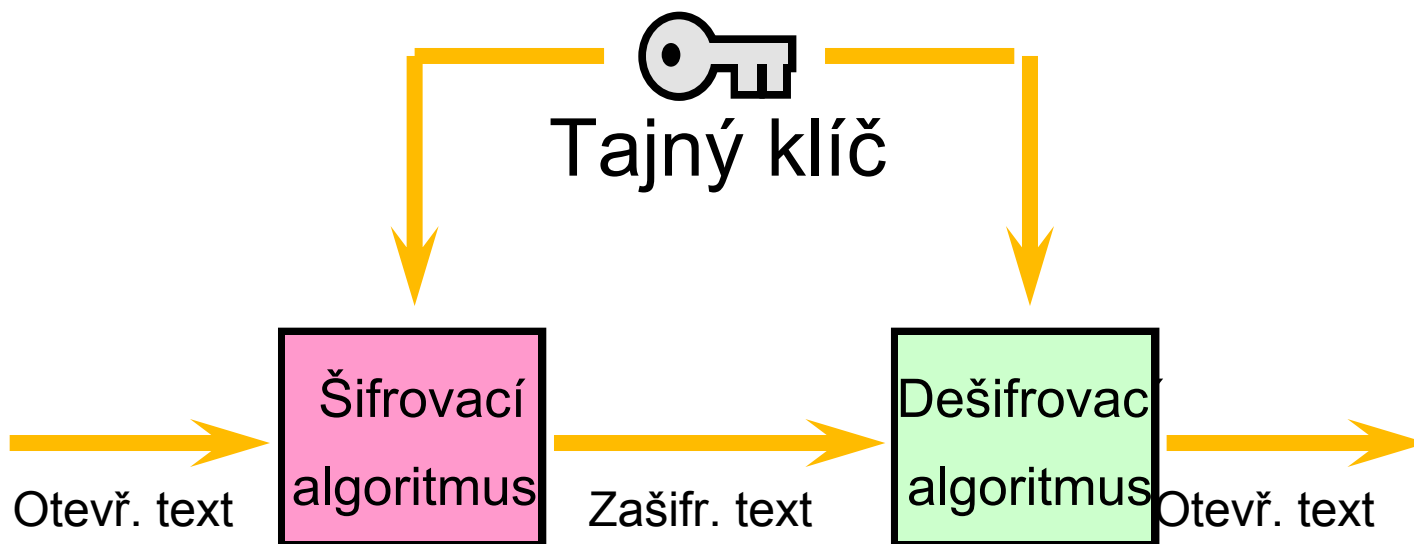 Tajný klíč
Šifrovací
algoritmus
Dešifrovací
algoritmus
Otevř. text
Zašifr. text
Otevř. text